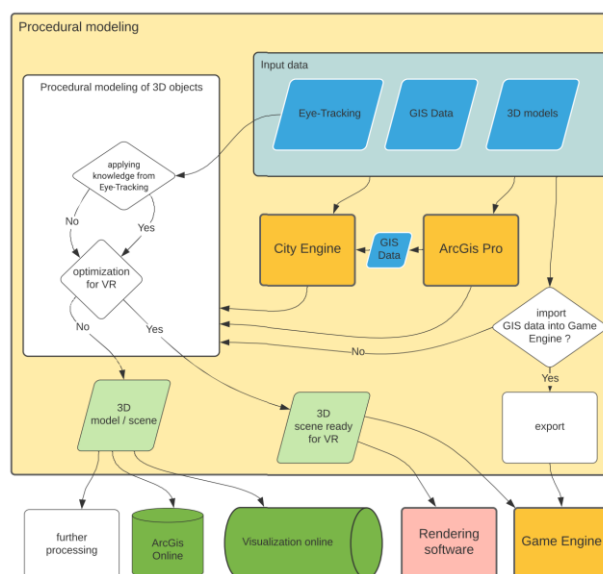 Procedural modeling
Input data
Procedural modeling of 3D objects
Eye-Tracking
GIS Data
3D models
applying
knowledge from
Eye-Tracking
No
Yes
City Engine
GIS
Data
ArcGis Pro
optimization
for VR
No
Yes
import
GIS data into Game
Engine ?
No
Yes
3D
model / scene
3D
scene ready
for VR
export
further
processing
ArcGis
Online
Visualization online
Rendering
software
Game Engine